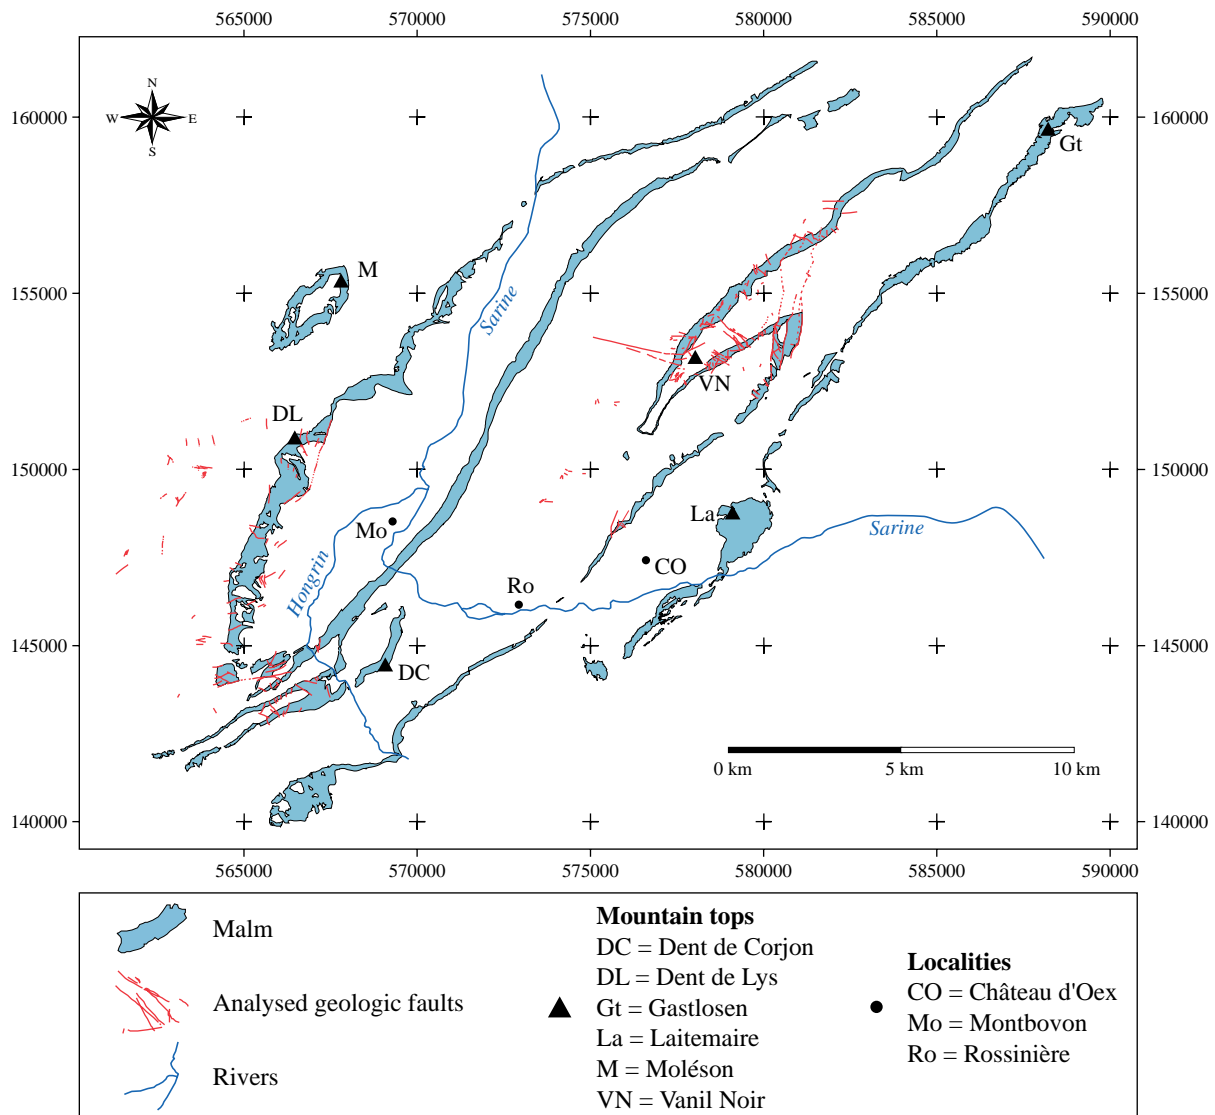 565000 570000 575000 580000 585000 590000
N
W E
S
160000 160000
Gt
M
155000 155000
Sarine
VN
DL
150000 150000
La
Mo
Sarine
CO
Hongrin
Ro
145000 145000
DC
0 km 5 km 10 km
140000 140000
565000 570000 575000 580000 585000 590000
Malm
Analysed geologic faults
Rivers
Mountain tops
DC = Dent de Corjon
DL = Dent de Lys
Gt = Gastlosen
La = Laitemaire
M = Moléson
VN = Vanil Noir
Localities
CO = Château d'Oex
Mo = Montbovon
Ro = Rossinière